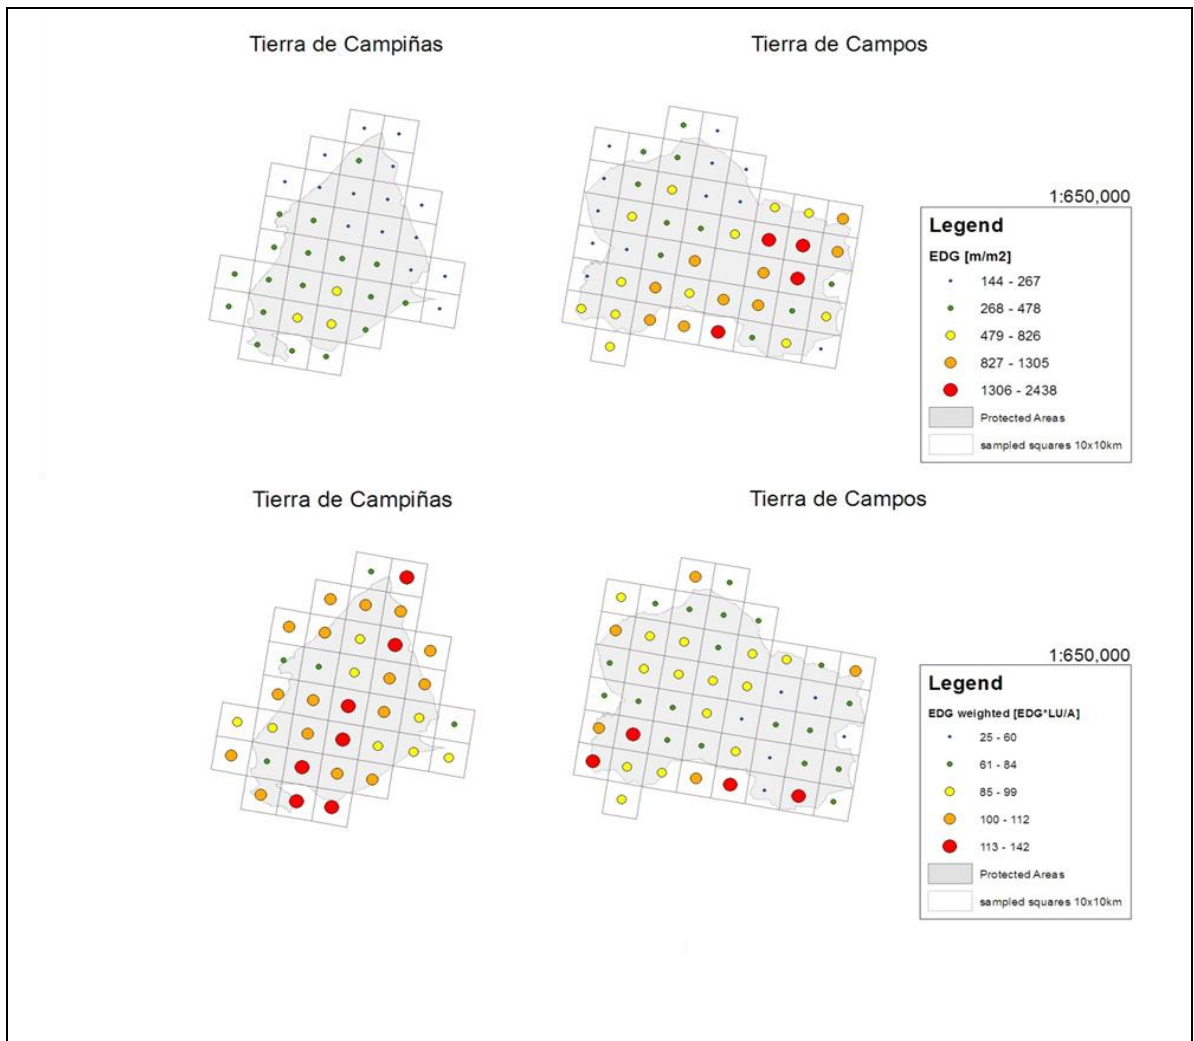 Tierra de Campiñas
Tierra de Campos
1:650,000
Legend
EDG [m/m2]
144 - 267
268 - 478
479 - 826
827 - 1305
1306 - 2438
Protected Areas
sampled squares 10x10km
Tierra de Campiñas
Tierra de Campos
1:650,000
Legend
EDG weighted [EDG*LU/A]
25 - 60
61 - 84
85 - 99
100 - 112
113 - 142
Protected Areas
sampled squares 10x10km